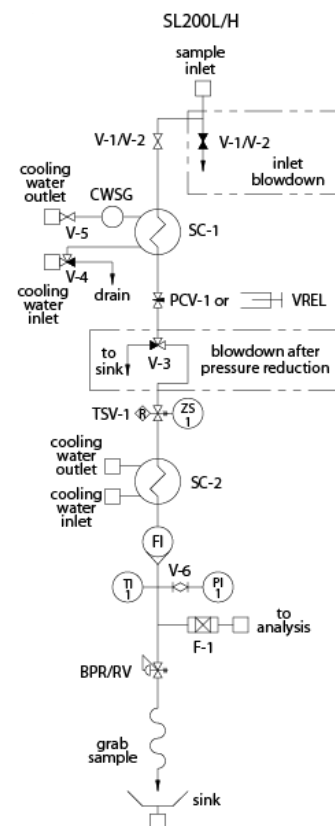 SL200L/H
sample
inlet
V-1/V-2
V-1/V-2
inlet
blowdown
cooling
water
outlet
CWSG
V-5
SC-1
V-4
cooling
water
inlet
drain
PCV-1 or
VREL
to
sink
V-3
blowdown after
pressure reduction
TSV-1
R
ZS
1
cooling
water
outlet
cooling
water
inlet
SC-2
FI
V-6
TI
1
PI
1
to
analysis
F-1
BPR/RV
grab
sample
sink